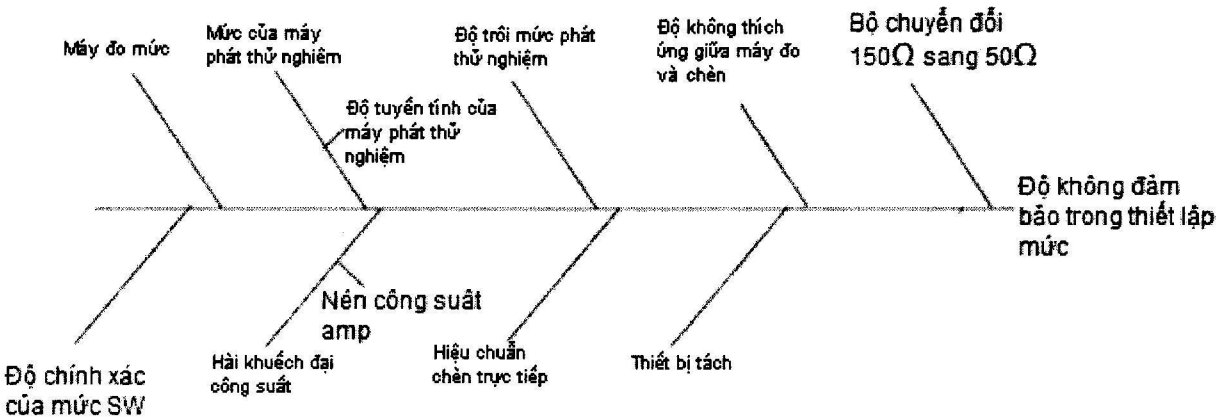 Máy đo mức
Mức của máy
phát thử nghiệm
Độ tuyến tính của
máy phát thử
nghiệm
Độ trôi mức phát
thử nghiệm
Độ không thích
ứng giữa máy đo
và chèn
Bộ chuyển đổi
150Ω sang 50Ω
Độ không đảm
bảo trong thiết lập
mức
Độ chính xác
của mức SW
Hài khuếch đại
công suất
Nén công suất
amp
Hiệu chuẩn
chèn trực tiếp
Thiết bị tách